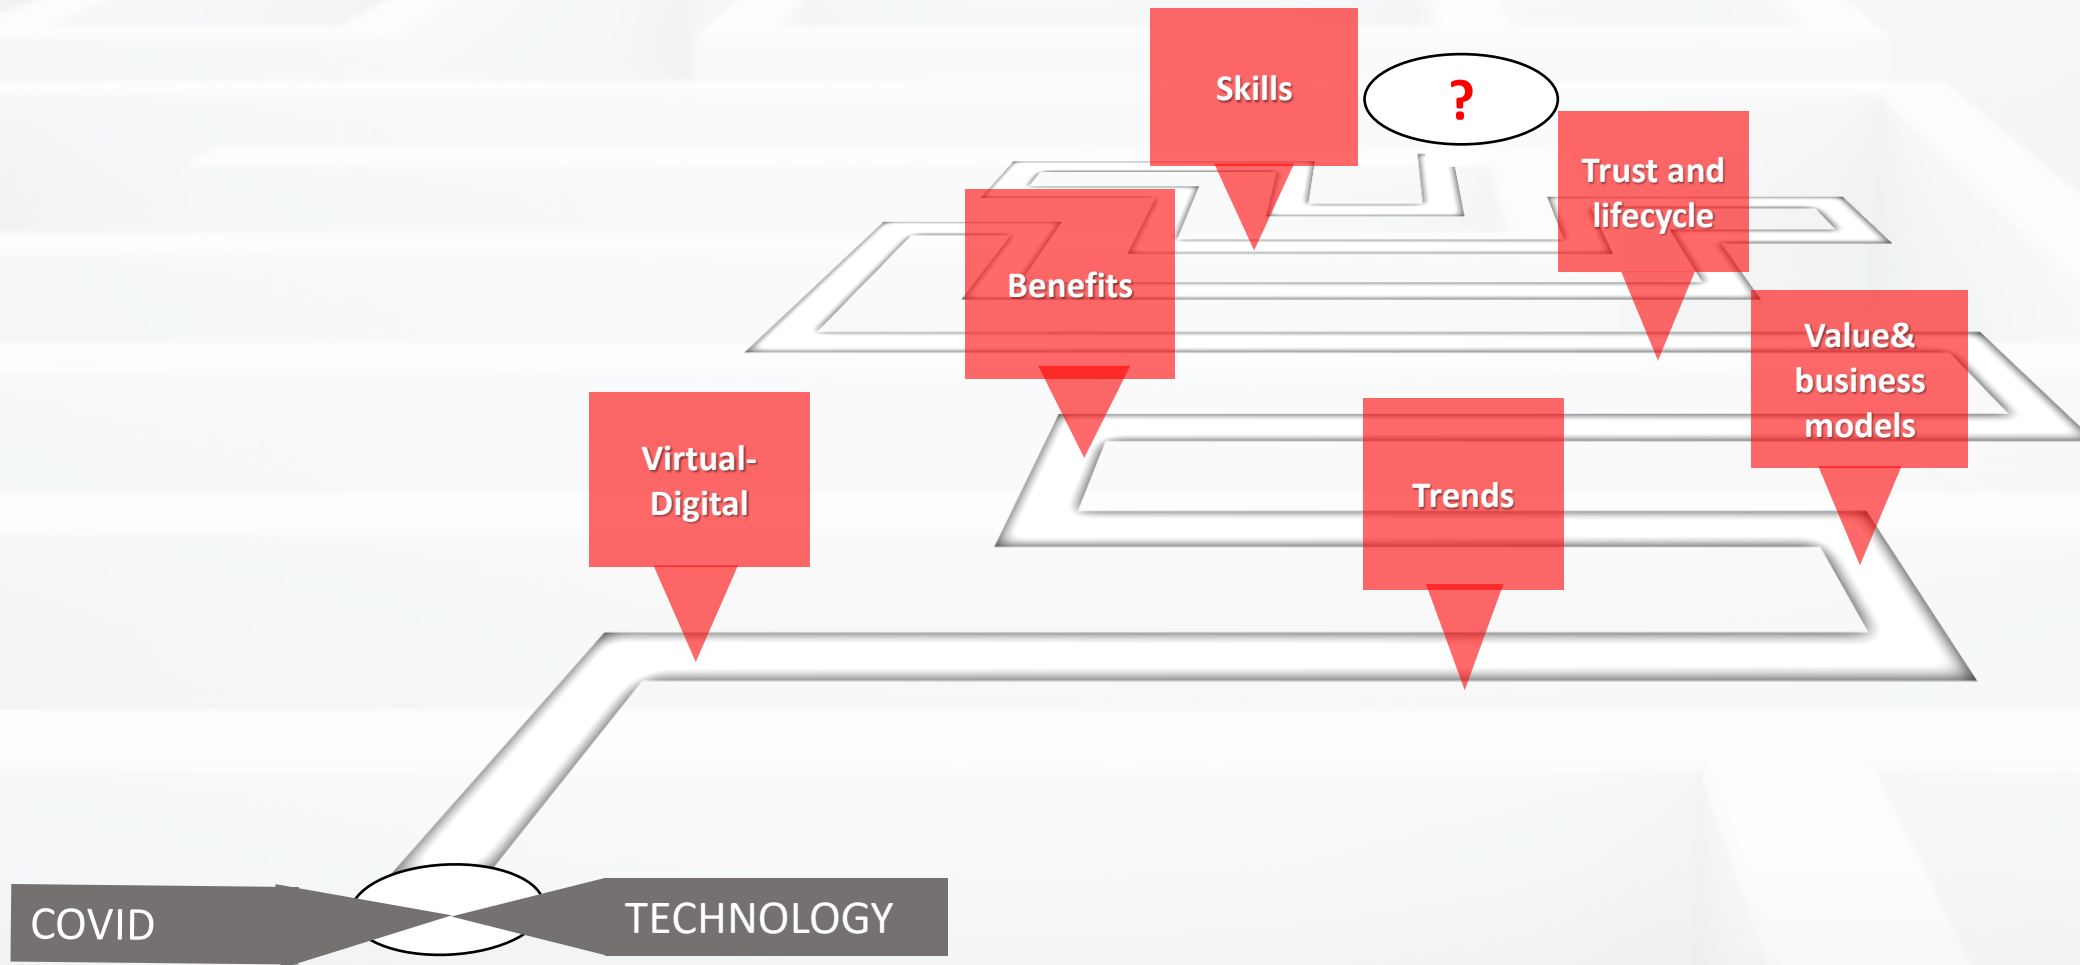 Skills
?
Trust and
lifecycle
Benefits
Value&
business
models
Virtual-
Digital
Trends
COVID
TECHNOLOGY